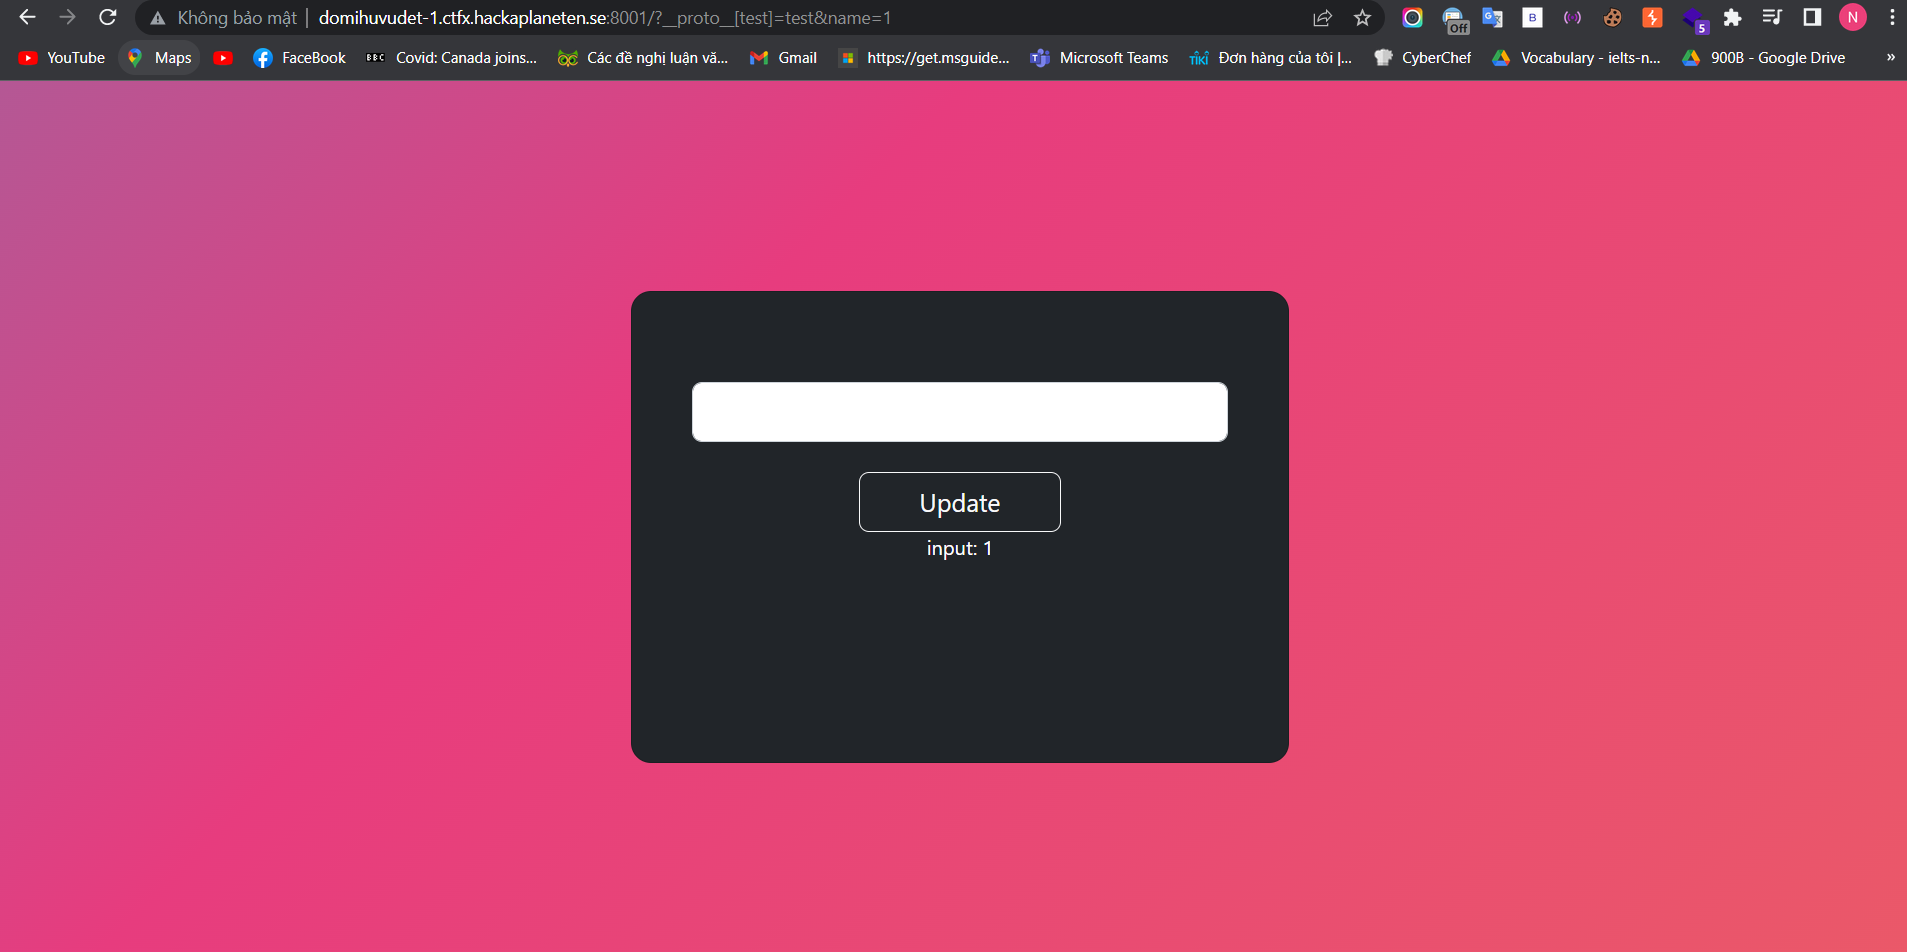 Không bảo mật | domihuvudet-1.ctfx.hackaplaneten.se:8001/?__proto__[test]=test&name=1
Off
B
5
N
YouTube
Maps
FaceBook
BBC Covid: Canada joins...
Các đề nghị luận vă...
Gmail
https://get.msguide...
Microsoft Teams
TIKI Đơn hàng của tôi |...
CyberChef
Vocabulary - ielts-n...
900B - Google Drive
»
Update
input: 1